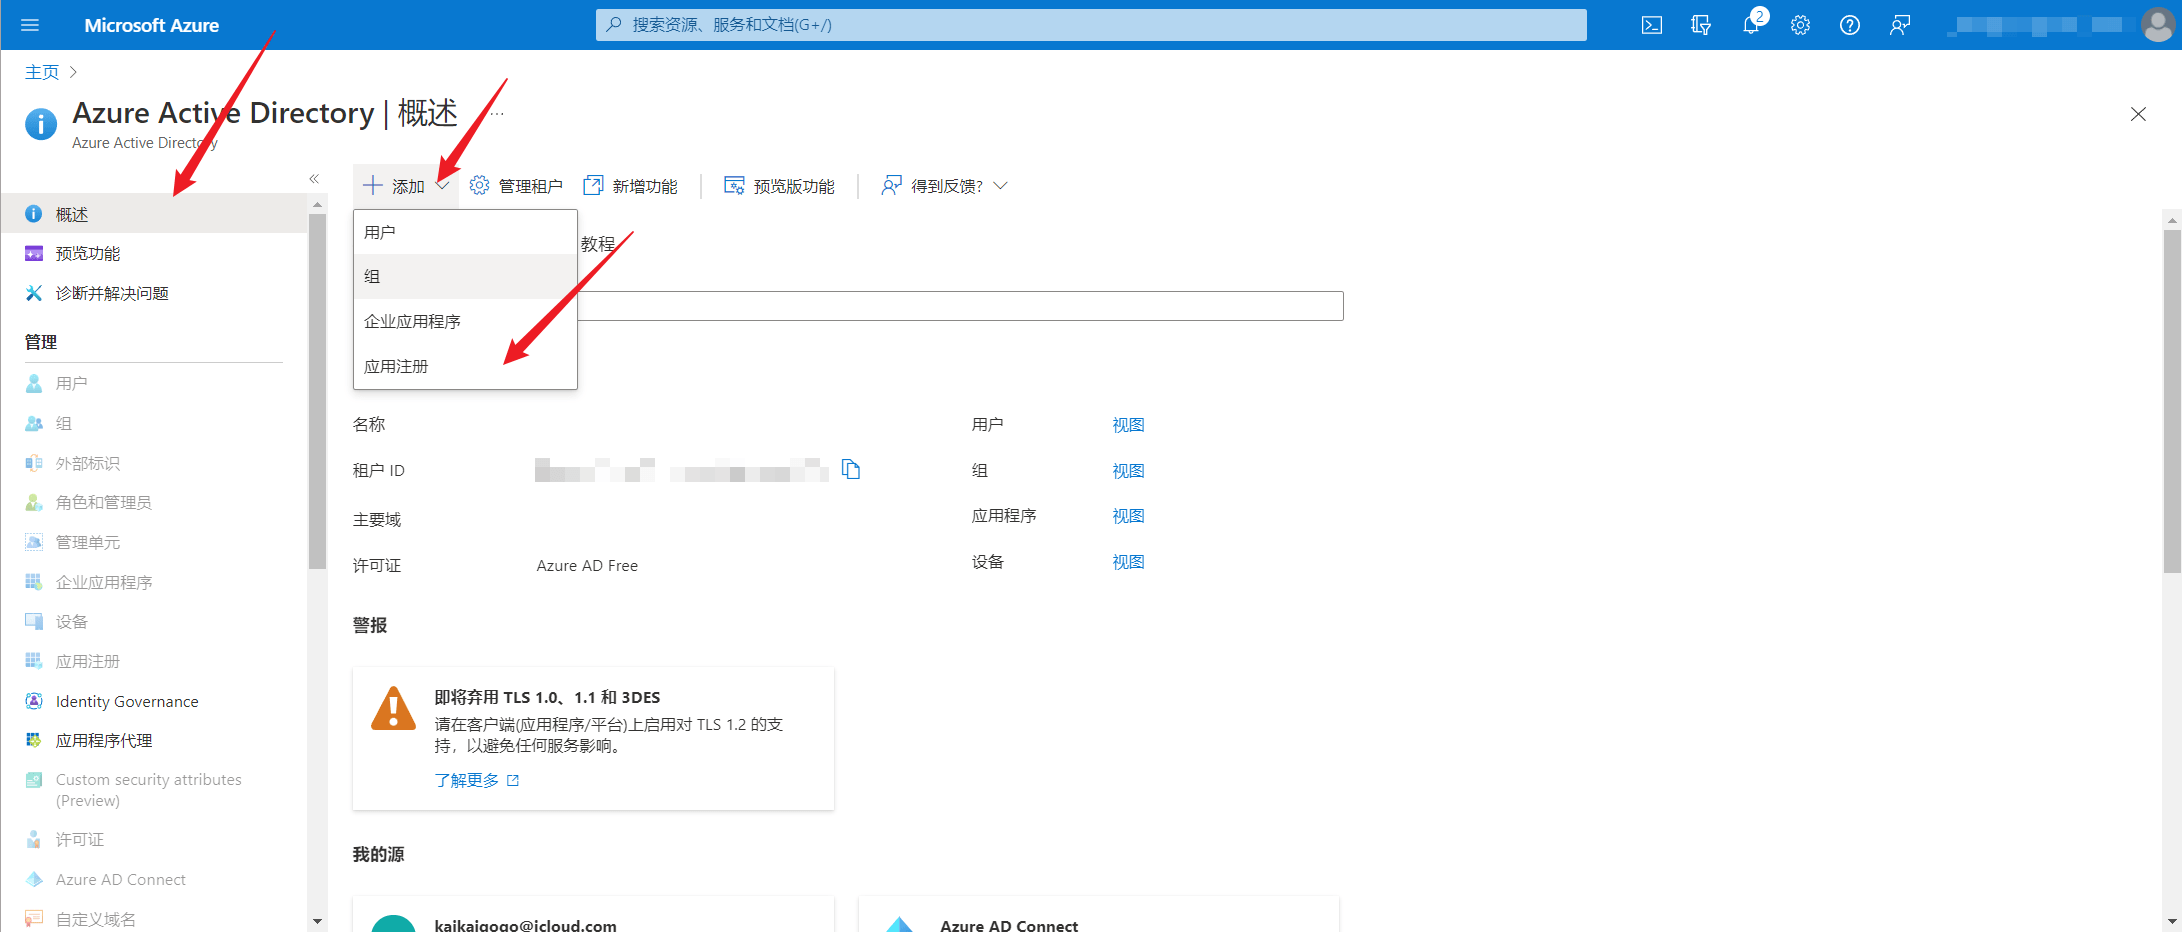 Microsoft Azure
搜索资源、服务和文档(G+/)
2
主页
Azure Active Directory | 概述
...
Azure Active Directory
«
添加
管理租户
新增功能
预览版功能
得到反馈?
概述
预览功能
诊断并解决问题
管理
用户
组
外部标识
角色和管理员
管理单元
企业应用程序
设备
应用注册
Identity Governance
应用程序代理
Custom security attributes
(Preview)
许可证
Azure AD Connect
自定义域名
用户
组
企业应用程序
应用注册
教程
名称
租户 ID
主要域
许可证
Azure AD Free
用户
视图
组
视图
应用程序
视图
设备
视图
警报
即将弃用 TLS 1.0、1.1 和 3DES
请在客户端(应用程序/平台)上启用对 TLS 1.2 的支
持，以避免任何服务影响。
了解更多
我的源
kaikaigogo@icloud.com
Azure AD Connect